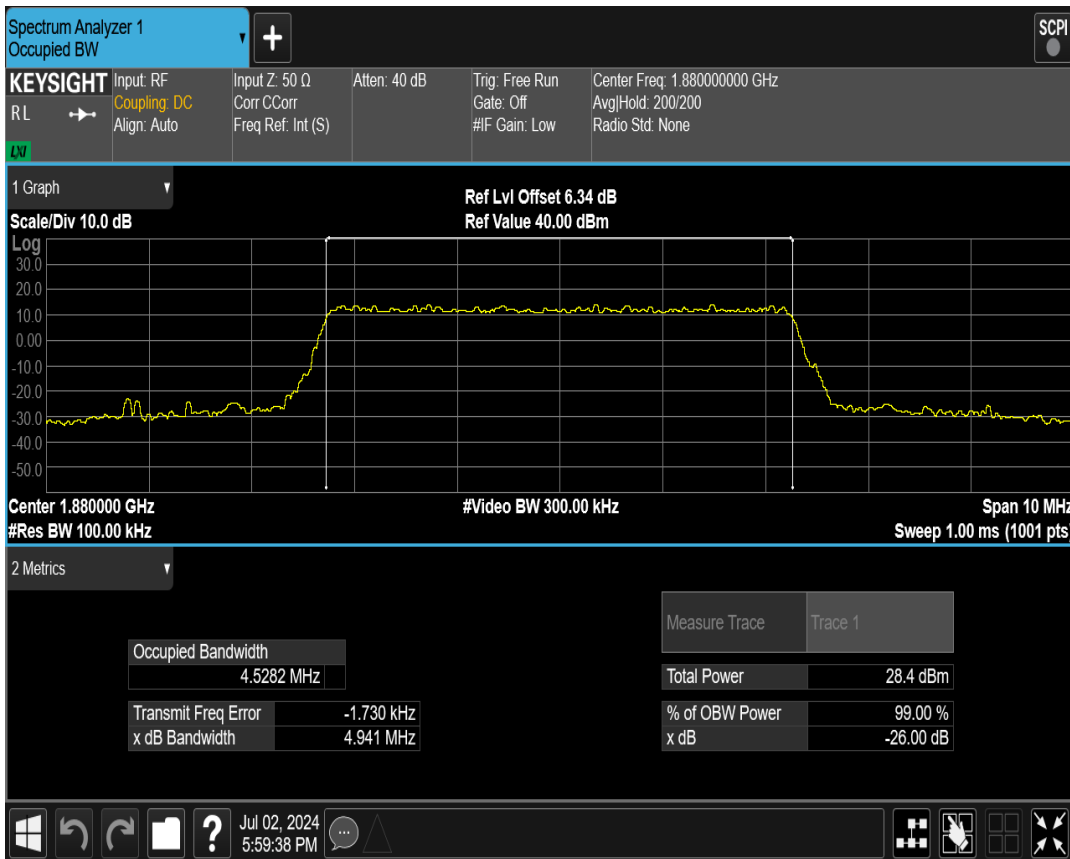 Spectrum Analyzer 1
Occupied BW
+
SCPI
KEYSIGHT
RL
LXI
Input: RF
Coupling: DC
Align: Auto
Input Z: 50 Ω
Corr CCorr
Freq Ref: Int (S)
Atten: 40 dB
Trig: Free Run
Gate: Off
#IF Gain: Low
Center Freq: 1.880000000 GHz
Avg|Hold: 200/200
Radio Std: None
1 Graph
Scale/Div 10.0 dB
Ref Lvl Offset 6.34 dB
Ref Value 40.00 dBm
Log
30.0
20.0
10.0
0.00
-10.0
-20.0
-30.0
-40.0
-50.0
Center 1.880000 GHz
#Video BW 300.00 kHz
Span 10 MHz
#Res BW 100.00 kHz
Sweep 1.00 ms (1001 pts)
2 Metrics
Measure Trace Trace 1
Occupied Bandwidth
4.5282 MHz
Total Power 28.4 dBm
Transmit Freq Error -1.730 kHz
% of OBW Power 99.00 %
x dB Bandwidth 4.941 MHz
x dB -26.00 dB
?
Jul 02, 2024
5:59:38 PM